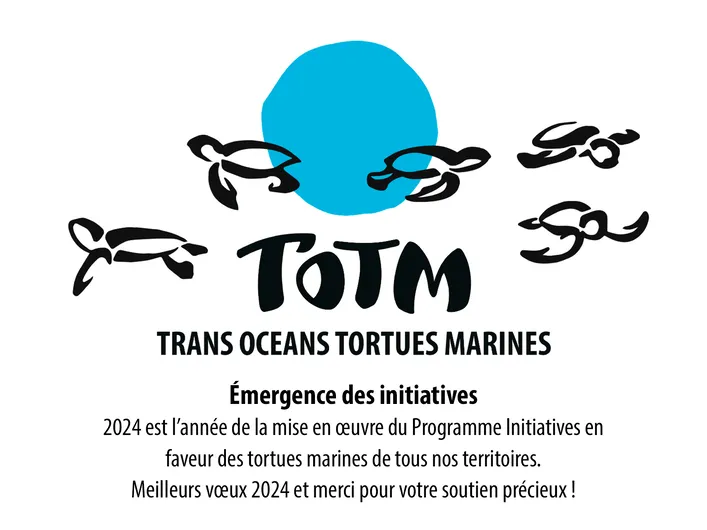 TOTM
TRANS OCEANS TORTUES MARINES
Émergence des initiatives
2024 est l’année de la mise en œuvre du Programme Initiatives en
faveur des tortues marines de tous nos territoires.
Meilleurs vœux 2024 et merci pour votre soutien précieux !